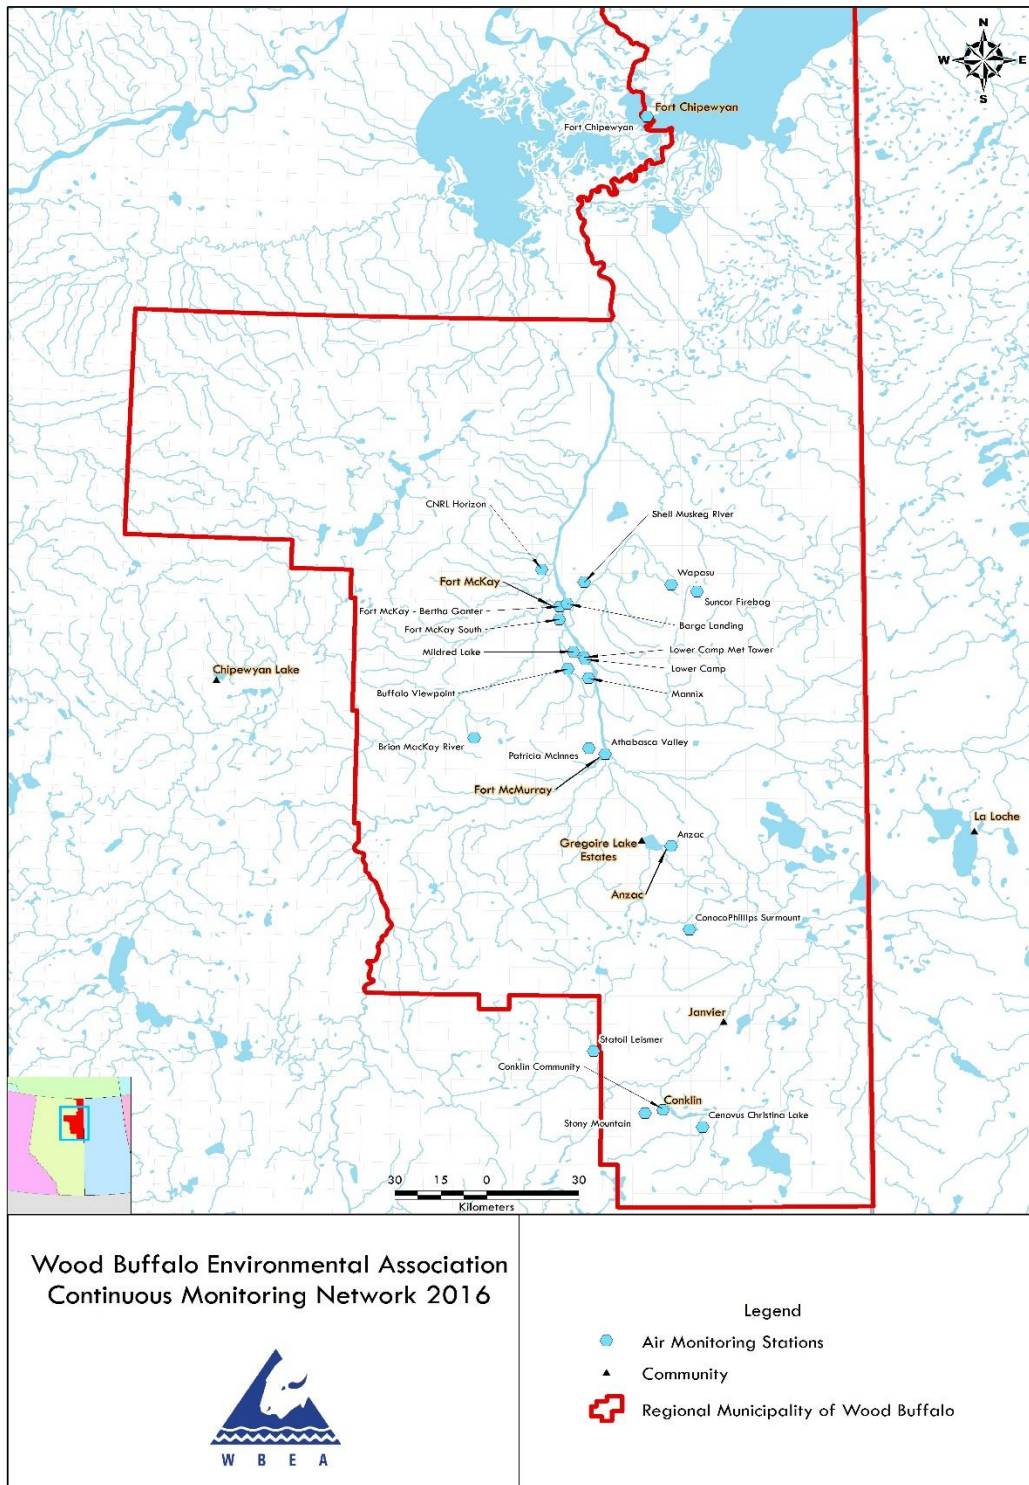 N
W E
S
Fort Chipewyan
Fort Chipewyan
CNRL Horizon
Shell Muskeg River
Fort McKay
Wapasu
Suncor Firebag
Fort McKay - Bertha Ganter
Barge Landing
Fort McKay South
Mildred Lake
Lower Camp Met Tower
Lower Camp
Chipewyan Lake
Buffalo Viewpoint
Mannix
Brion MacKay River
Patricia McInnes
Athabasca Valley
Fort McMurray
La Loche
Gregoire Lake
Estates
Anzac
Anzac
ConocoPhillips Surmount
Janvier
Statoil Leismer
Conklin Community
Conklin
Stony Mountain
Cenovus Christina Lake
30 15 0 30
Kilometers
Wood Buffalo Environmental Association
Continuous Monitoring Network 2016
W B E A
Legend
Air Monitoring Stations
Community
Regional Municipality of Wood Buffalo